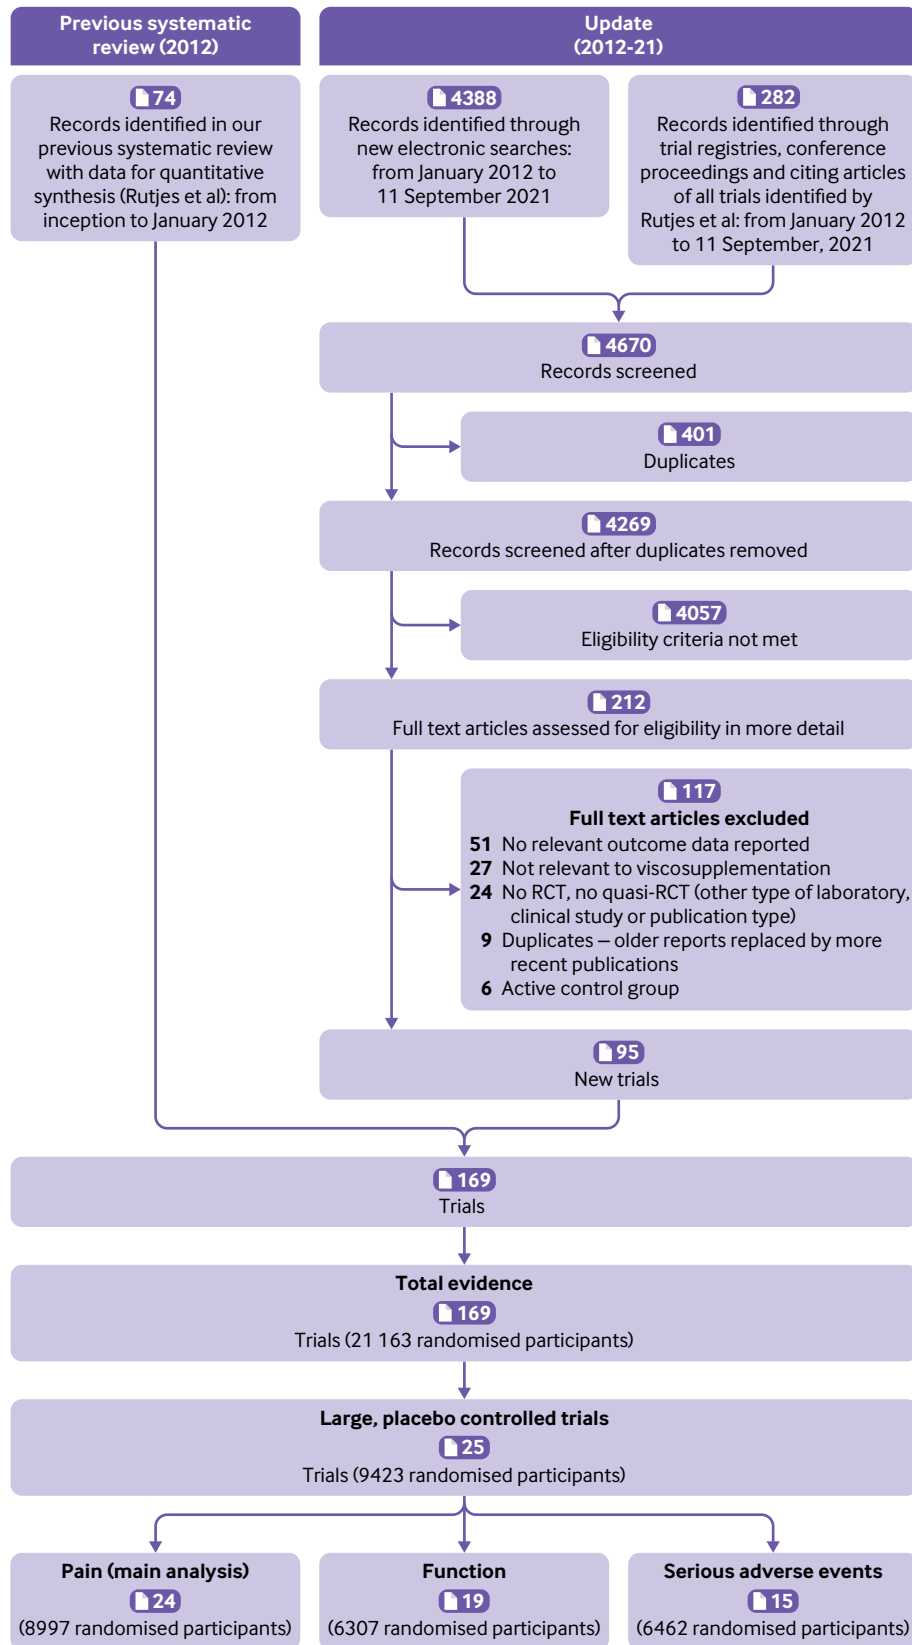 Previous systematic
review (2012)
Update
(2012-21)
74
Records identified in our
previous systematic review
with data for quantitative
synthesis (Rutjes et al): from
inception to January 2012
4388
Records identified through
new electronic searches:
from January 2012 to
11 September 2021
282
Records identified through
trial registries, conference
proceedings and citing articles
of all trials identified by
Rutjes et al: from January 2012
to 11 September, 2021
4670
Records screened
401
Duplicates
4269
Records screened after duplicates removed
4057
Eligibility criteria not met
212
Full text articles assessed for eligibility in more detail
117
Full text articles excluded
51 No relevant outcome data reported
27 Not relevant to viscosupplementation
24 No RCT, no quasi-RCT (other type of laboratory,
clinical study or publication type)
9 Duplicates – older reports replaced by more
recent publications
6 Active control group
95
New trials
169
Trials
Total evidence
169
Trials (21 163 randomised participants)
Large, placebo controlled trials
25
Trials (9423 randomised participants)
Pain (main analysis)
24
(8997 randomised participants)
Function
19
(6307 randomised participants)
Serious adverse events
15
(6462 randomised participants)